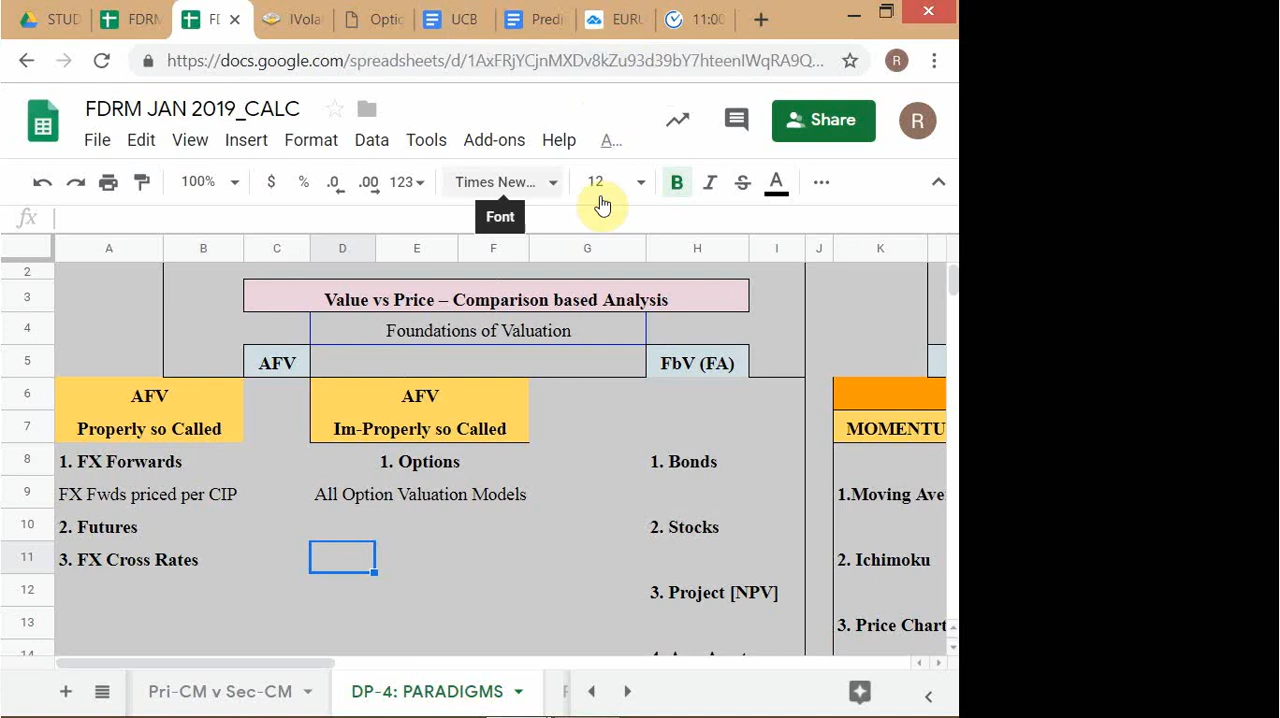 STUD
FDRM
FD
IVola
Optic
UCB
Predi
EURU
11:00
https://docs.google.com/spreadsheets/d/1AxFRjYCjnMXDv8kZu93d39bY7hteenIWqRA9Q...
R
FDRM JAN 2019_CALC
Share
R
File Edit View Insert Format Data Tools Add-ons Help A...
100% $ % .0 .00 123 Times New... 12 B I S A ...
Font
fx
A B C D E F G H I J K
2
3 Value vs Price – Comparison based Analysis
4 Foundations of Valuation
5 AFV FbV (FA)
6 AFV AFV
7 Properly so Called Im-Properly so Called MOMENTU
8 1. FX Forwards 1. Options 1. Bonds
9 FX Fwds priced per CIP All Option Valuation Models 1.Moving Ave
10 2. Futures 2. Stocks
11 3. FX Cross Rates 2. Ichimoku
12 3. Project [NPV]
13 3. Price Chart
14
+ Pri-CM v Sec-CM DP-4: PARADIGMS